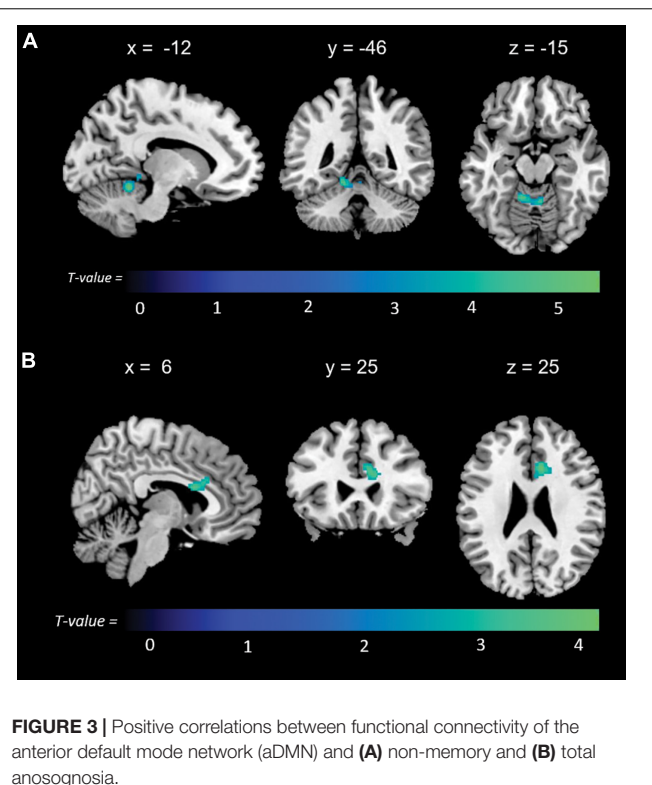 A
x = -12 y = -46 z = -15
T-value =
0 1 2 3 4 5
B
x = 6 y = 25 z = 25
T-value =
0 1 2 3 4
FIGURE 3 | Positive correlations between functional connectivity of the
anterior default mode network (aDMN) and (A) non-memory and (B) total
anosognosia.